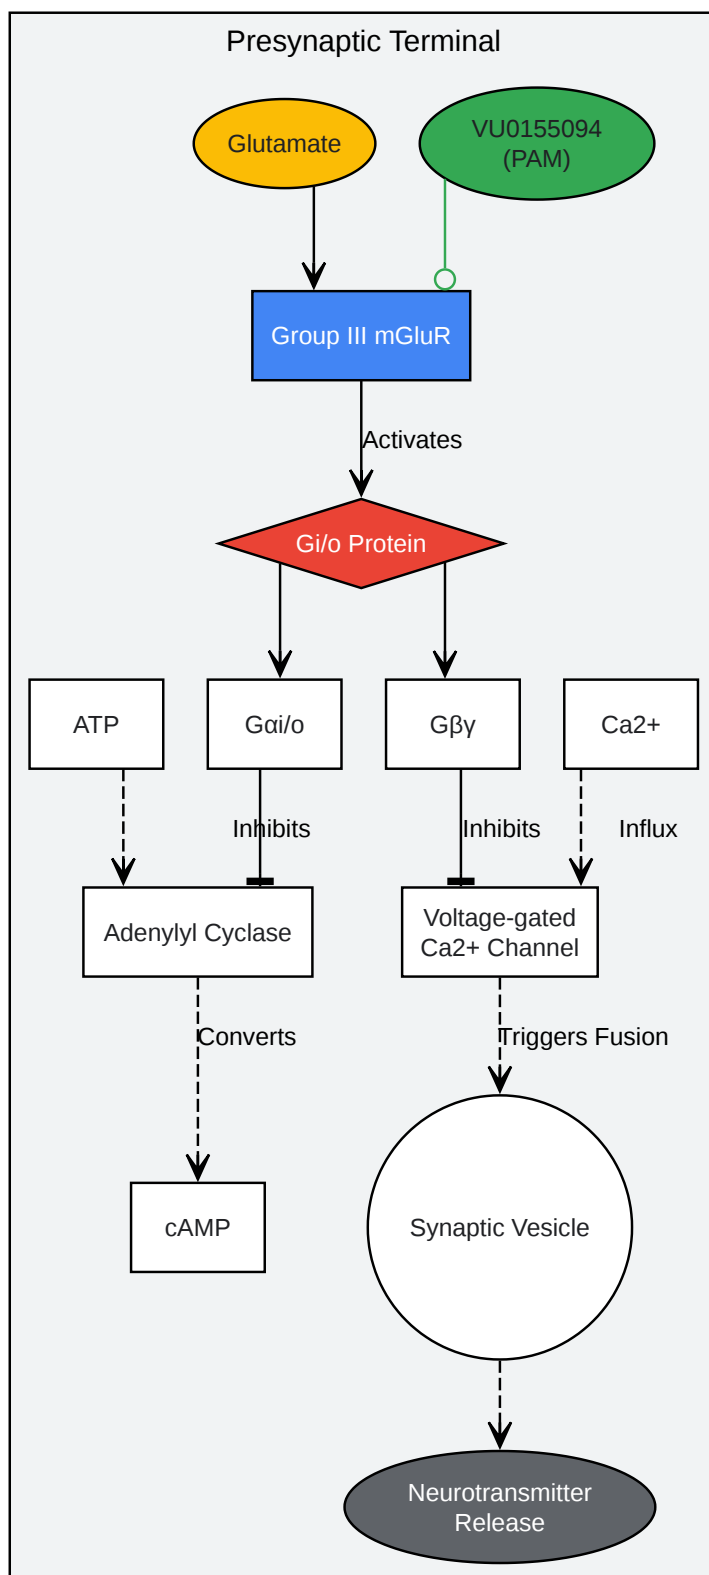 Presynaptic Terminal
Glutamate
VU0155094
(PAM)
Group III mGluR
Activates
Gi/o Protein
ATP
Gαi/o
Gβγ
Ca2+
Inhibits
Inhibits
Influx
Adenylyl Cyclase
Voltage-gated
Ca2+ Channel
Converts
Triggers Fusion
cAMP
Synaptic Vesicle
Neurotransmitter
Release